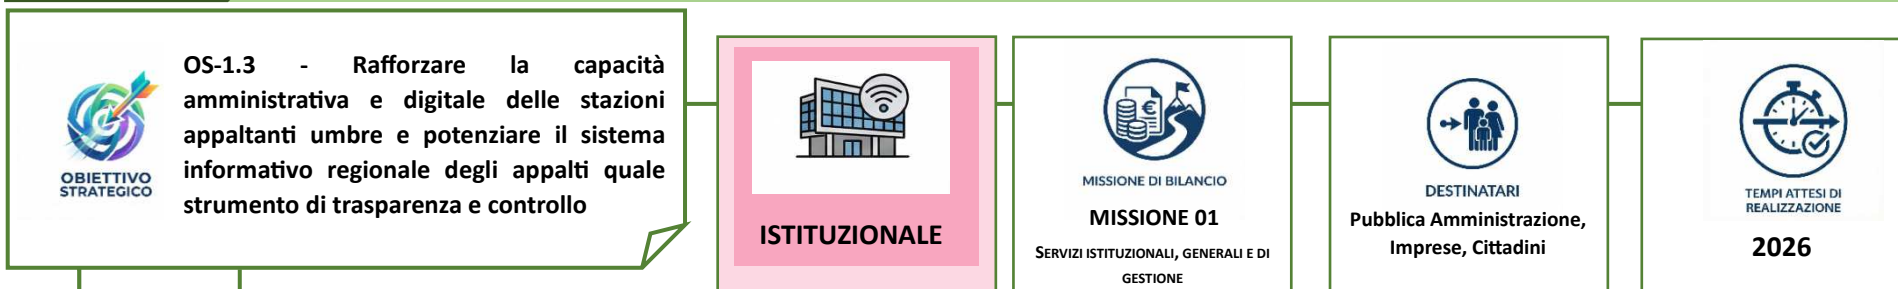 OBIETTIVO
STRATEGICO
OS-1.3 - Rafforzare la capacità
amministrativa e digitale delle stazioni
appaltanti umbre e potenziare il sistema
informativo regionale degli appalti quale
strumento di trasparenza e controllo
ISTITUZIONALE
MISSIONE DI BILANCIO
MISSIONE 01
SERVIZI ISTITUZIONALI, GENERALI E DI
GESTIONE
DESTINATARI
Pubblica Amministrazione,
Imprese, Cittadini
TEMPI ATTESI DI
REALIZZAZIONE
2026